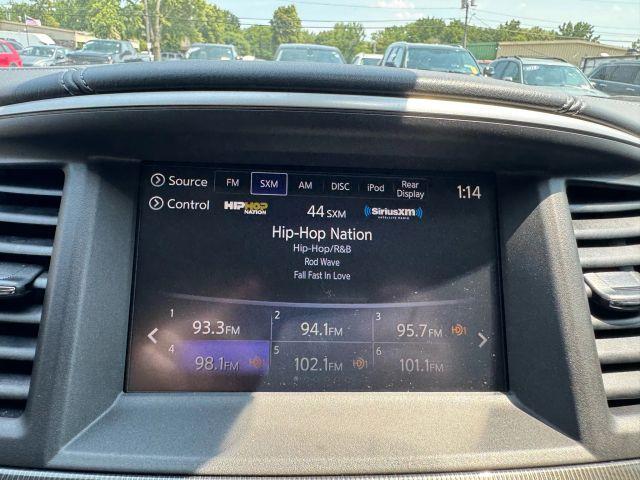 Source FM SXM AM DISC iPod Rear Display 1:14
Control HIPHOP NATION 44 SXM SiriusXM SATELLITE RADIO
Hip-Hop Nation
Hip-Hop/R&B
Rod Wave
Fall Fast In Love
1 93.3FM 2 94.1FM 3 95.7FM
4 98.1FM 5 102.1FM 6 101.1FM